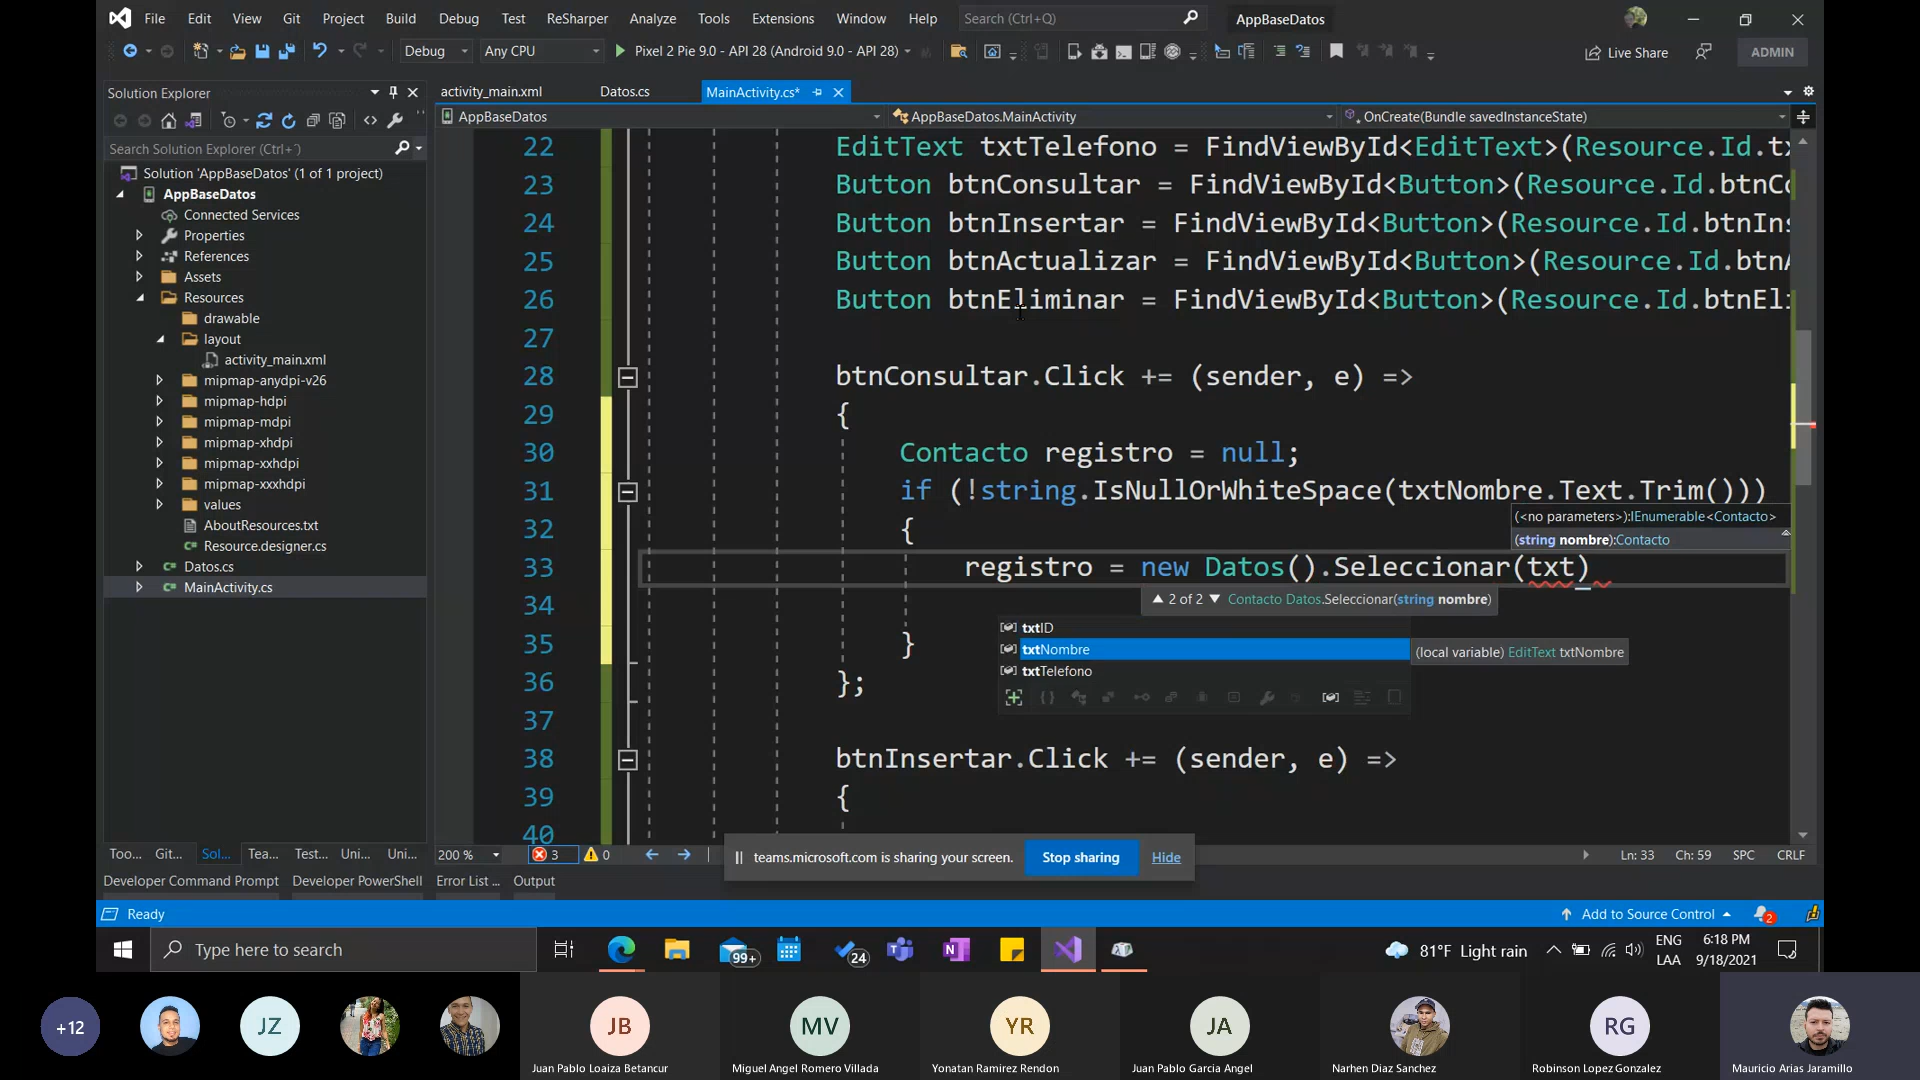 File Edit View Git Project Build Debug Test ReSharper Analyze Tools Extensions Window Help Search (Ctrl+Q) AppBaseDatos
Debug Any CPU Pixel 2 Pie 9.0 - API 28 (Android 9.0 - API 28) Live Share ADMIN
Solution Explorer
Search Solution Explorer (Ctrl+´)
Solution 'AppBaseDatos' (1 of 1 project)
AppBaseDatos
Connected Services
Properties
References
Assets
Resources
drawable
layout
activity_main.xml
mipmap-anydpi-v26
mipmap-hdpi
mipmap-mdpi
mipmap-xhdpi
mipmap-xxhdpi
mipmap-xxxhdpi
values
AboutResources.txt
Resource.designer.cs
Datos.cs
MainActivity.cs
Too... Git... Sol... Tea... Test... Uni... Uni...
activity_main.xml Datos.cs MainActivity.cs*
AppBaseDatos AppBaseDatos.MainActivity OnCreate(Bundle savedInstanceState)
22 EditText txtTelefono = FindViewById<EditText>(Resource.Id.tx
23 Button btnConsultar = FindViewById<Button>(Resource.Id.btnCo
24 Button btnInsertar = FindViewById<Button>(Resource.Id.btnIns
25 Button btnActualizar = FindViewById<Button>(Resource.Id.btnA
26 Button btnEliminar = FindViewById<Button>(Resource.Id.btnEli
27
28 btnConsultar.Click += (sender, e) =>
29 {
30 Contacto registro = null;
31 if (!string.IsNullOrWhiteSpace(txtNombre.Text.Trim()))
(<no parameters>):IEnumerable<Contacto>
32 {
(string nombre):Contacto
33 registro = new Datos().Seleccionar(txt)
2 of 2 Contacto Datos.Seleccionar(string nombre)
34
txtID
35 }
txtNombre (local variable) EditText txtNombre
txtTelefono
36 };
37
38 btnInsertar.Click += (sender, e) =>
39 {
40
200 % 3 0 Ln: 33 Ch: 59 SPC CRLF
teams.microsoft.com is sharing your screen. Stop sharing Hide
Developer Command Prompt Developer PowerShell Error List ... Output
Ready Add to Source Control 2
Type here to search 99+ 24 81°F Light rain ENG LAA 6:18 PM 9/18/2021
+12 JZ JB MV YR JA RG
Juan Pablo Loaiza Betancur Miguel Angel Romero Villada Yonatan Ramirez Rendon Juan Pablo Garcia Angel Narhen Diaz Sanchez Robinson Lopez Gonzalez Mauricio Arias Jaramillo